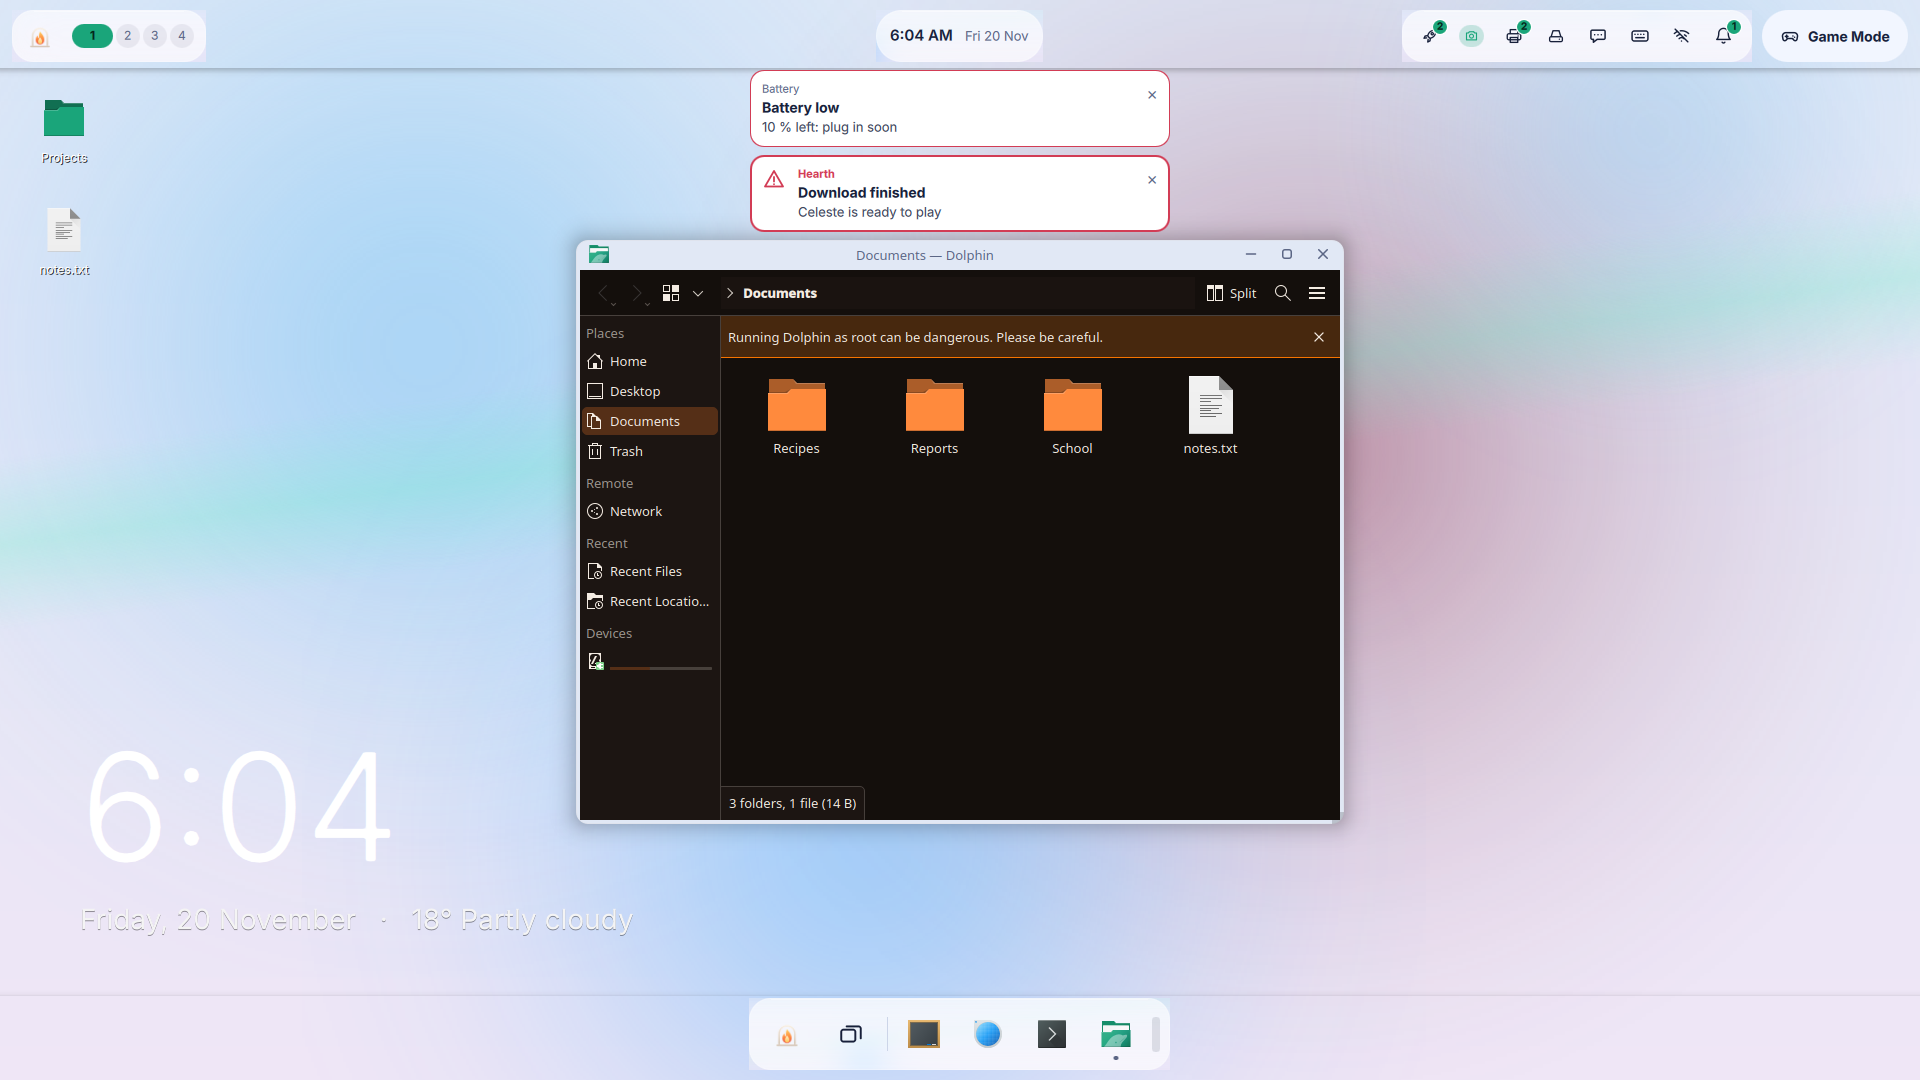 1 2 3 4
6:04 AM Fri 20 Nov
2 2 1
Game Mode
Projects
notes.txt
Battery
Battery low
10 % left: plug in soon
Hearth
Download finished
Celeste is ready to play
Documents — Dolphin
Documents
Split
Places
Home
Desktop
Documents
Trash
Remote
Network
Recent
Recent Files
Recent Locatio...
Devices
Running Dolphin as root can be dangerous. Please be careful.
Recipes
Reports
School
notes.txt
3 folders, 1 file (14 B)
6:04
Friday, 20 November · 18° Partly cloudy